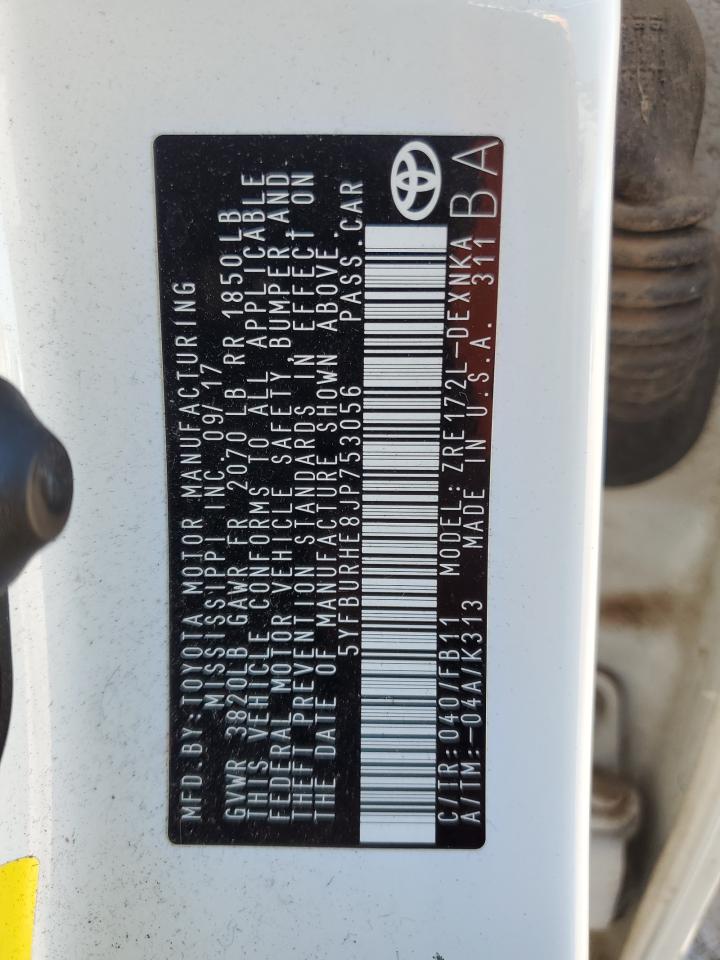 MFD.BY:TOYOTA MOTOR MANUFACTURING
MISSISSIPPI INC. 09/17
GVWR 3820LB GAWR FR 2070 LB RR 1850LB
THIS VEHICLE CONFORMS TO ALL APPLICABLE
FEDERAL MOTOR VEHICLE SAFETY, BUMPER AND
THEFT PREVENTION STANDARDS IN EFFECT ON
THE DATE OF MANUFACTURE SHOWN ABOVE.
5YFBURHE8JP753056 PASS.CAR
C/TR:040/FB11 MODEL:ZRE172L-DEXNKA
A/TM:-04A/K313 MADE IN U.S.A. 311 BA